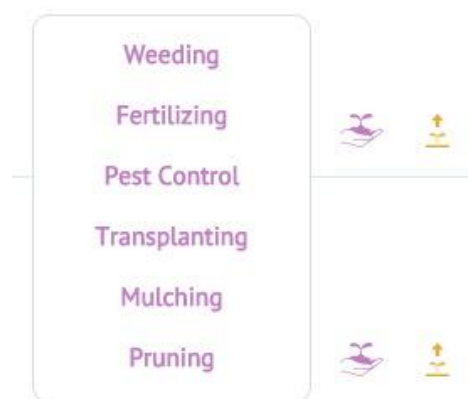 Weeding
Fertilizing
Pest Control
Transplanting
Mulching
Pruning